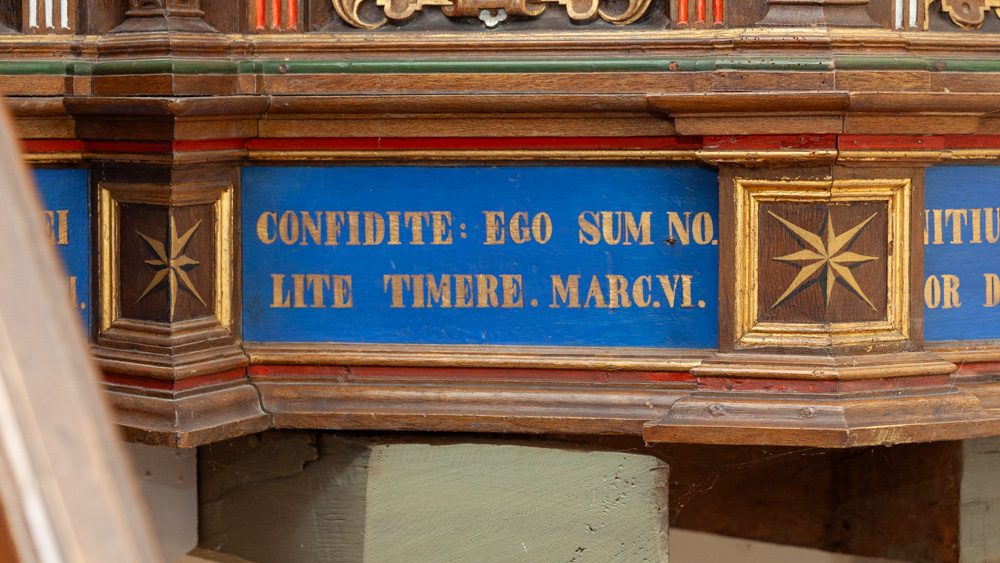 CONFIDITE: EGO SUM NO.
LITE TIMERE. MARC.VI.